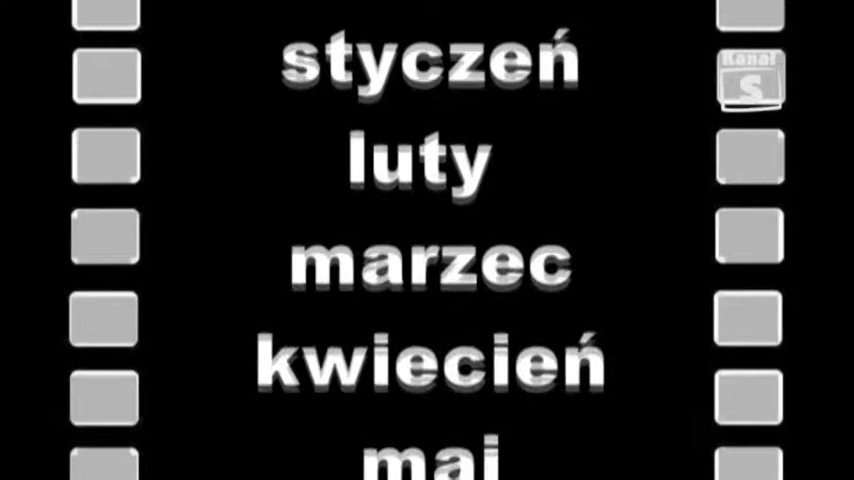 styczeń
Kanał
S
luty
marzec
kwiecień
maj